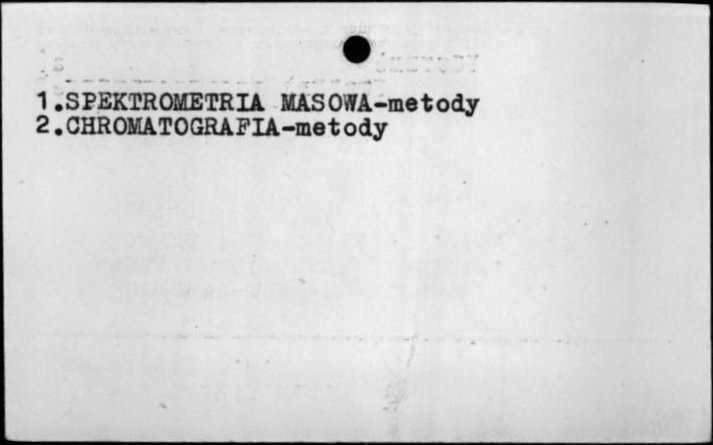 1.SPEKTROMETRIA MASOWA-metody
2.CHROMATOGRAFIA-metody